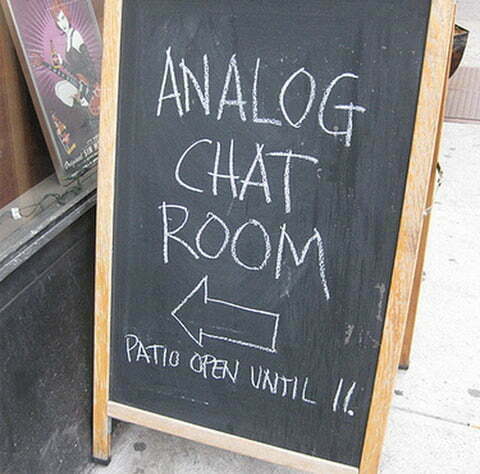 ANALOG
CHAT
ROOM
PATIO OPEN UNTIL 11.